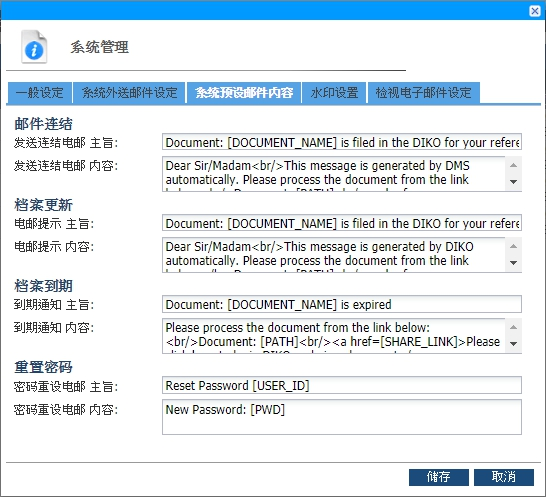 系统管理
一般设定 系统外送邮件设定 系统预设邮件内容 水印设置 检视电子邮件设定
邮件连结
发送连结电邮 主旨: Document: [DOCUMENT_NAME] is filed in the DIKO for your refere
发送连结电邮 内容: Dear Sir/Madam<br/>This message is generated by DMS
automatically. Please process the document from the link
档案更新
电邮提示 主旨: Document: [DOCUMENT_NAME] is filed in the DIKO for your refere
电邮提示 内容: Dear Sir/Madam<br/>This message is generated by DIKO
automatically. Please process the document from the link
档案到期
到期通知 主旨: Document: [DOCUMENT_NAME] is expired
到期通知 内容: Please process the document from the link below:
<br/>Document: [PATH]<br/><a href=[SHARE_LINK]>Please
重置密码
密码重设电邮 主旨: Reset Password [USER_ID]
密码重设电邮 内容: New Password: [PWD]
储存 取消